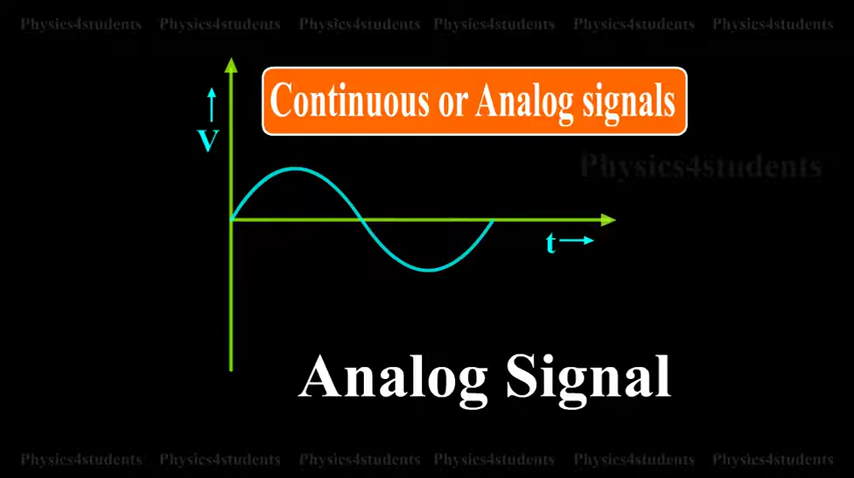 Physics4students Physics4students Physics4students Physics4students Physics4students Physics4students
Continuous or Analog signals
V
Physics4students
t
Analog Signal
Physics4students Physics4students Physics4students Physics4students Physics4students Physics4students